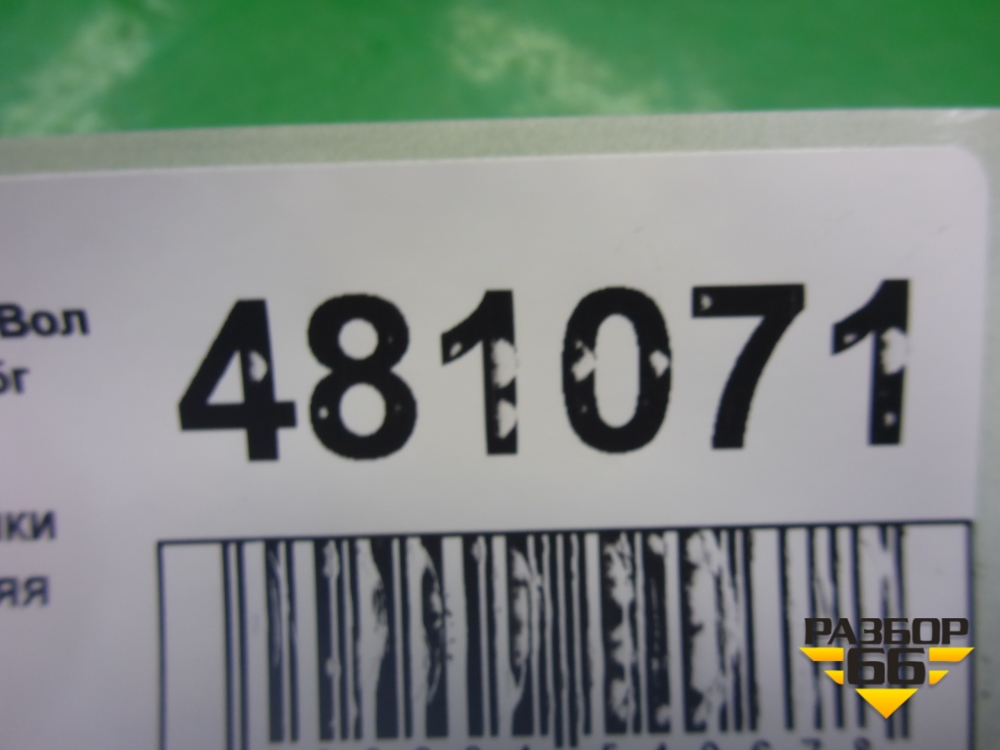 Вол
481071
бг
ки
яя
РАЗБОР
66